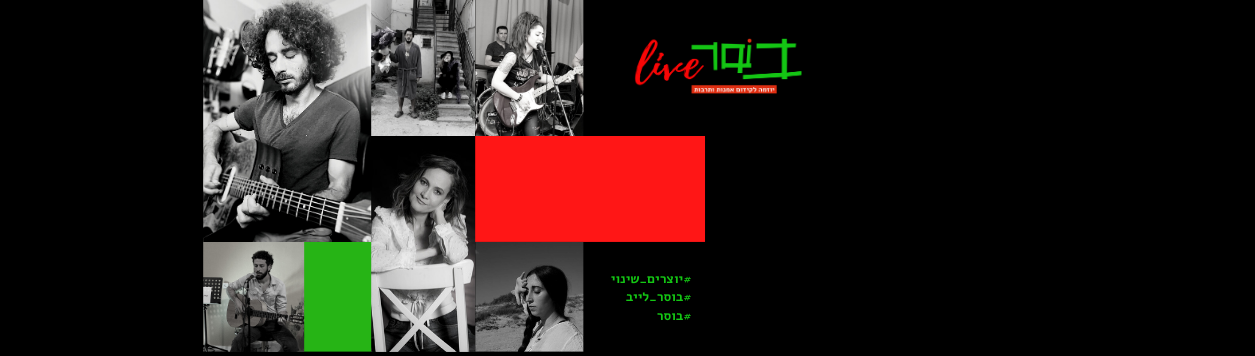 בוסר live
יוזמה לקידום אמנות ותרבות
#יוצרים_שינוי
#בוסר_לייב
#בוסר